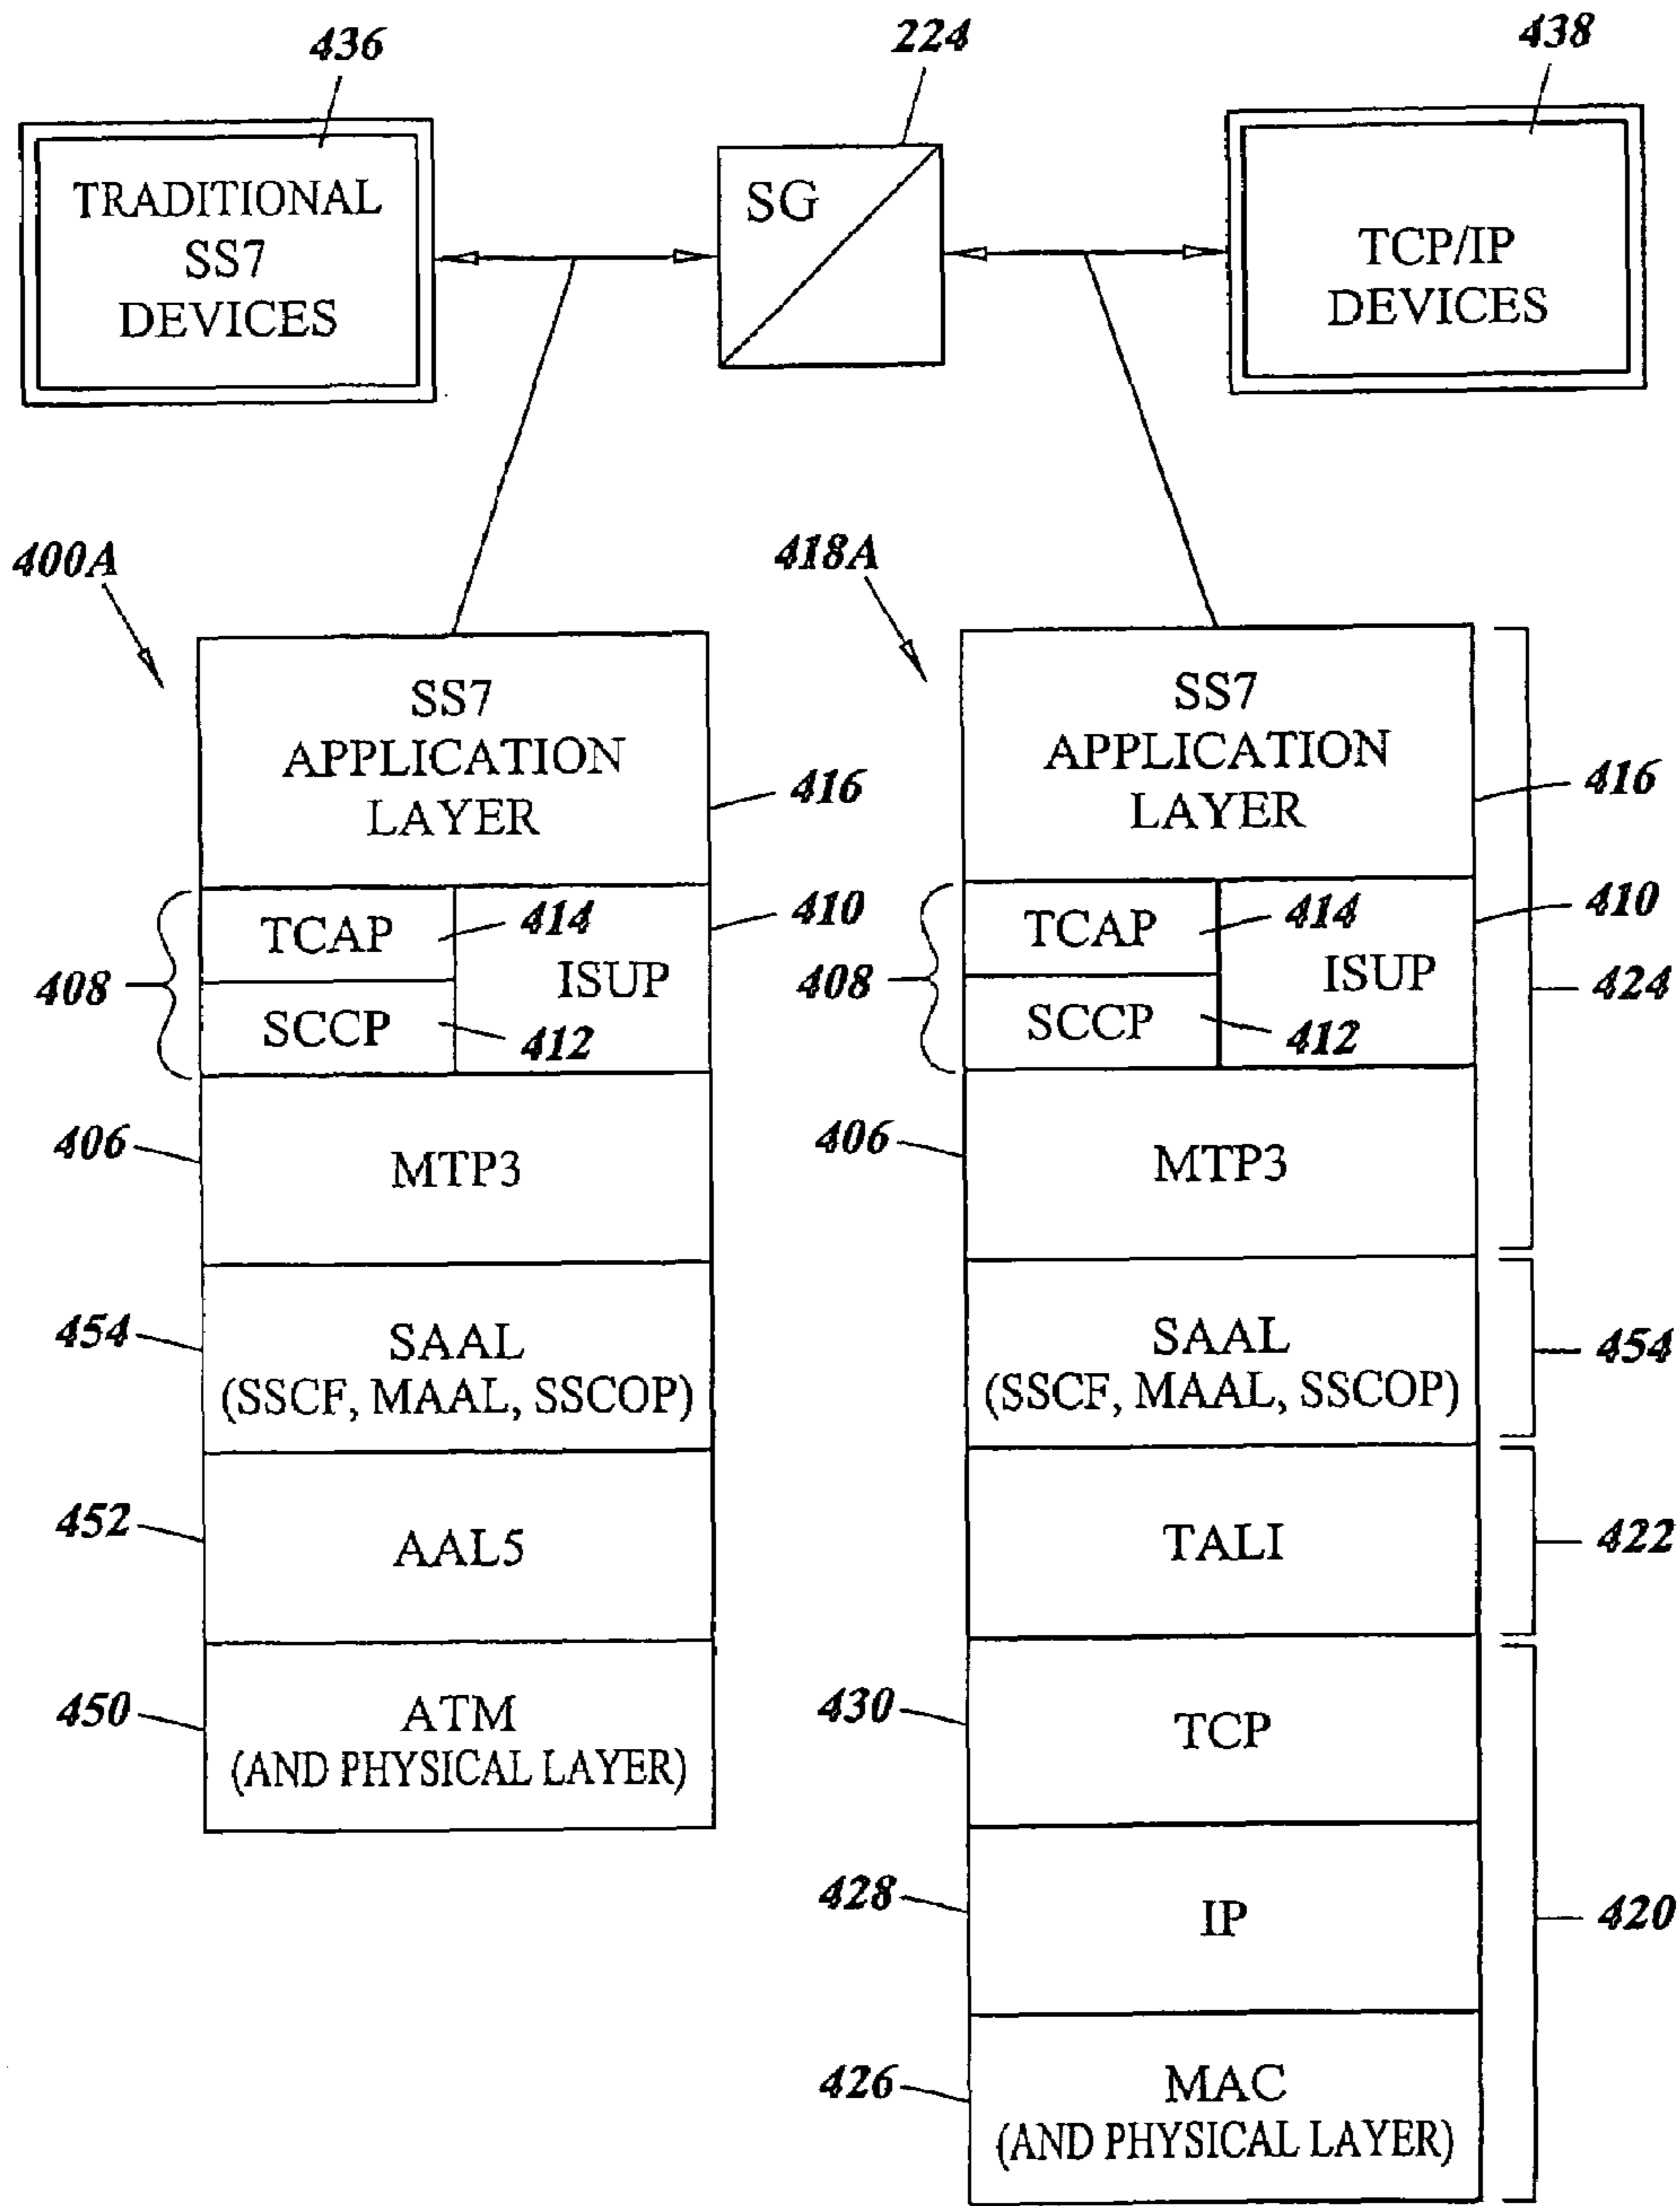 436
224
438
TRADITIONAL
SS7
DEVICES
SG
TCP/IP
DEVICES
400A
418A
SS7
APPLICATION
LAYER
416
TCAP
414
410
408
ISUP
SCCP
412
406
MTP3
454
SAAL
(SSCF, MAAL, SSCOP)
452
AAL5
450
ATM
(AND PHYSICAL LAYER)
SS7
APPLICATION
LAYER
416
TCAP
414
410
408
ISUP
424
SCCP
412
406
MTP3
SAAL
(SSCF, MAAL, SSCOP)
454
TALI
422
430
TCP
428
IP
420
426
MAC
(AND PHYSICAL LAYER)